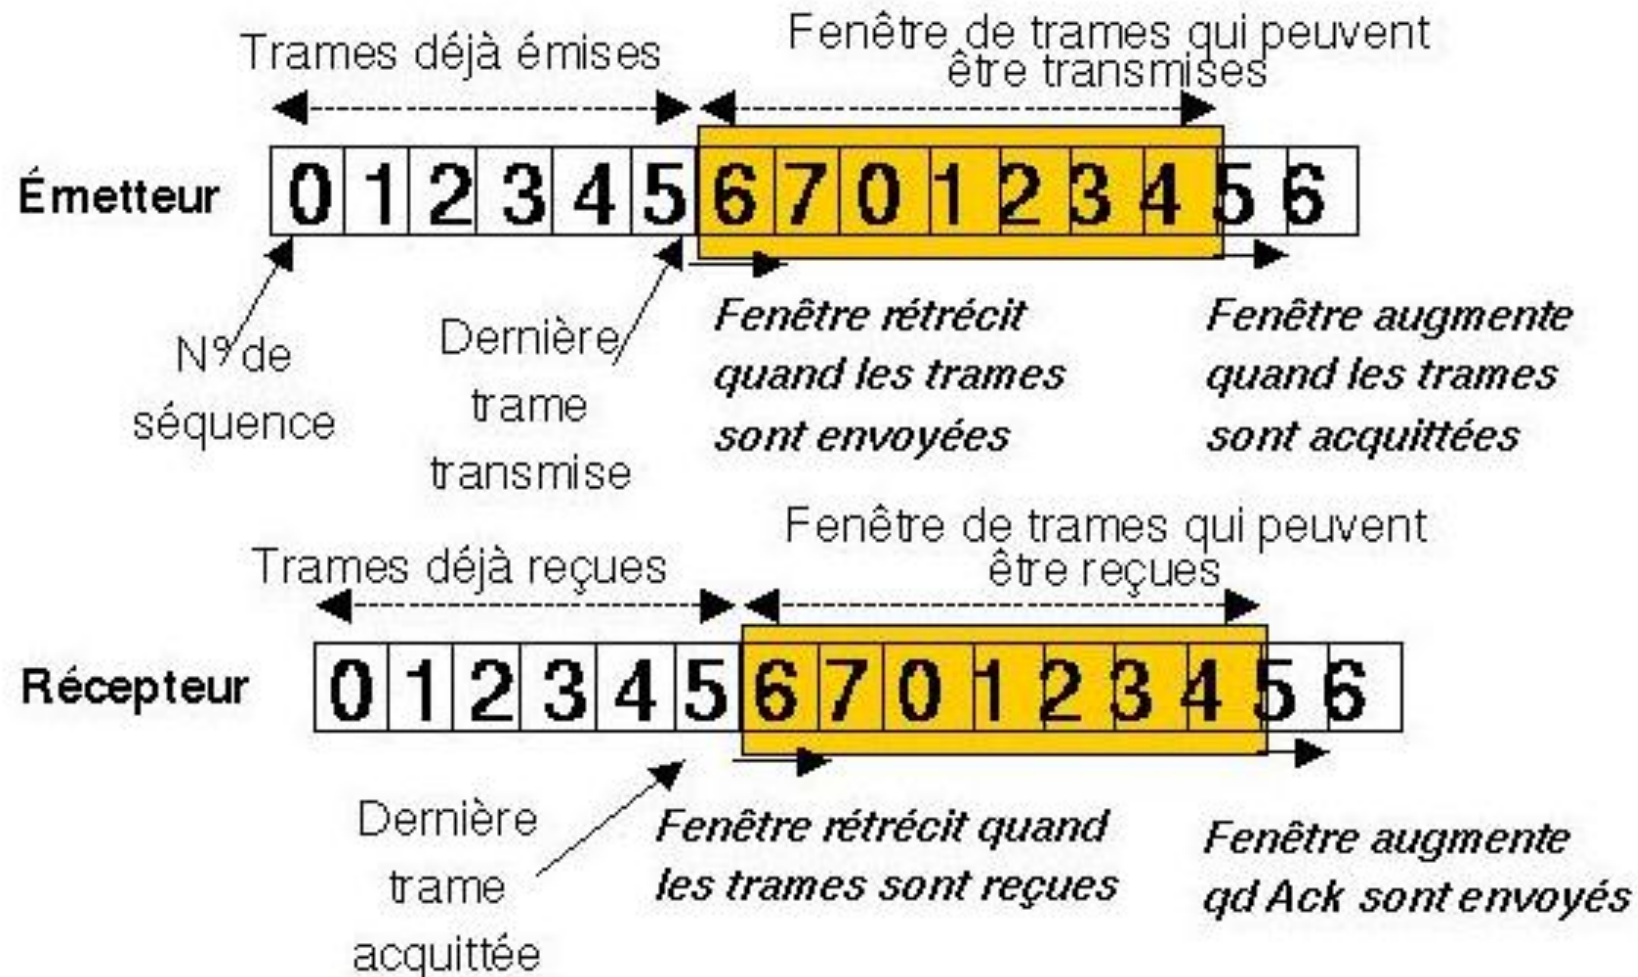 Trames déjà émises
Fenêtre de trames qui peuvent
être transmises
Émetteur
0 1 2 3 4 5 6 7 0 1 2 3 4 5 6
N° de
séquence
Dernière
trame
transmise
Fenêtre rétrécit
quand les trames
sont envoyées
Fenêtre augmente
quand les trames
sont acquittées
Trames déjà reçues
Fenêtre de trames qui peuvent
être reçues
Récepteur
0 1 2 3 4 5 6 7 0 1 2 3 4 5 6
Dernière
trame
acquittée
Fenêtre rétrécit quand
les trames sont reçues
Fenêtre augmente
qd Ack sont envoyés